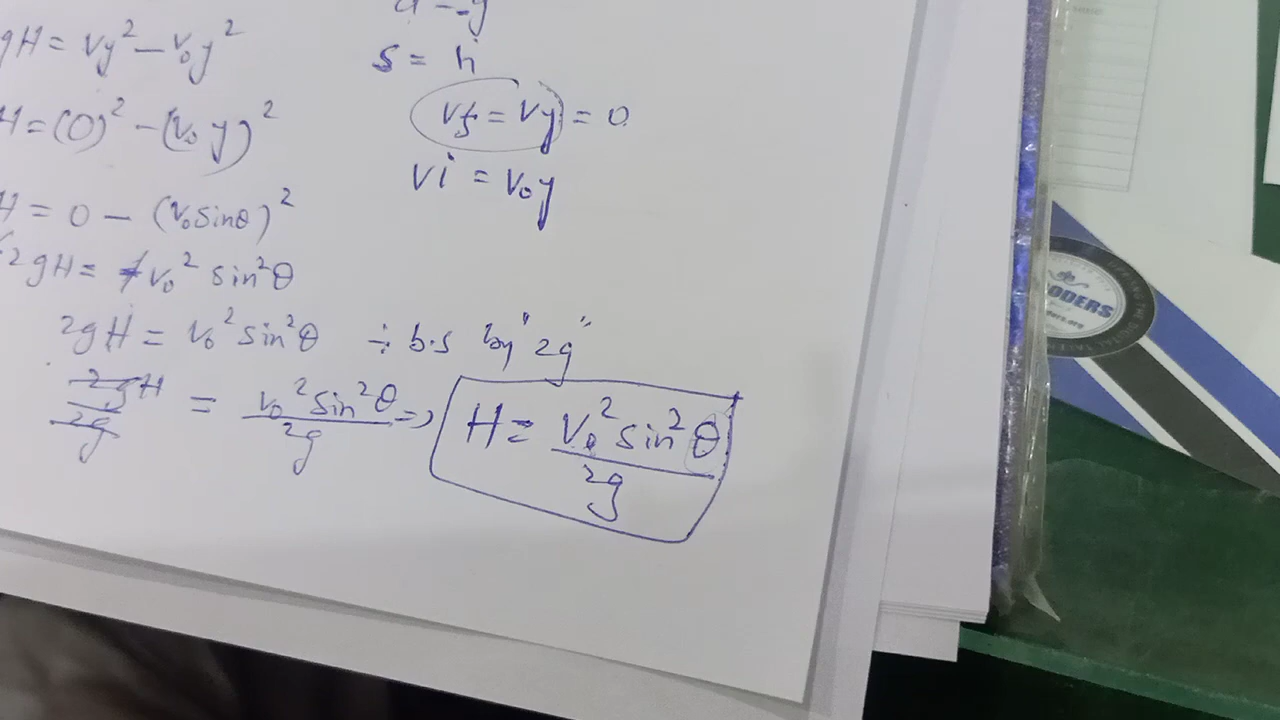 gH = Vy² - V₀y²
H = (0)² - (V₀y)²
H = 0 - (V₀sinθ)²
-2gH = -V₀² sin²θ
2gH = V₀² sin²θ ÷ b.s by "2g"
2gH/2g = V₀² sin²θ/2g => H = V₀² sin²θ/2g
a = -g
S = h
Vf = Vy = 0
Vi = V₀y
ODERS